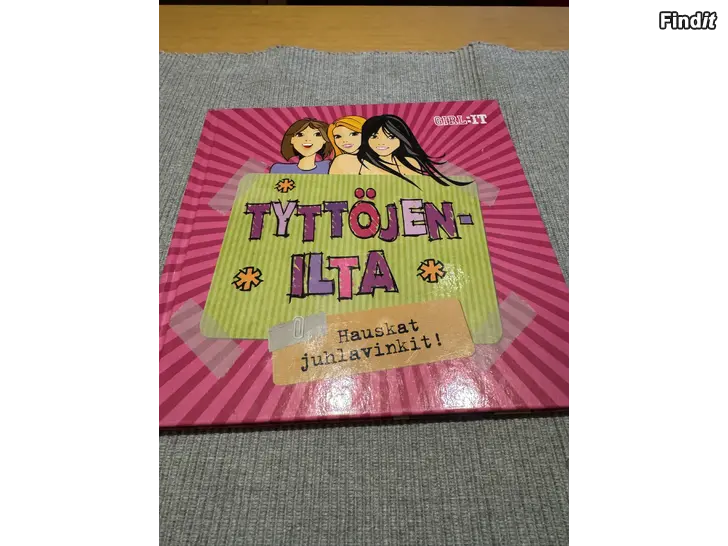 Findit
GIRL:IT
TYTTÖJEN-
ILTA
Hauskat
juhlavinkit!